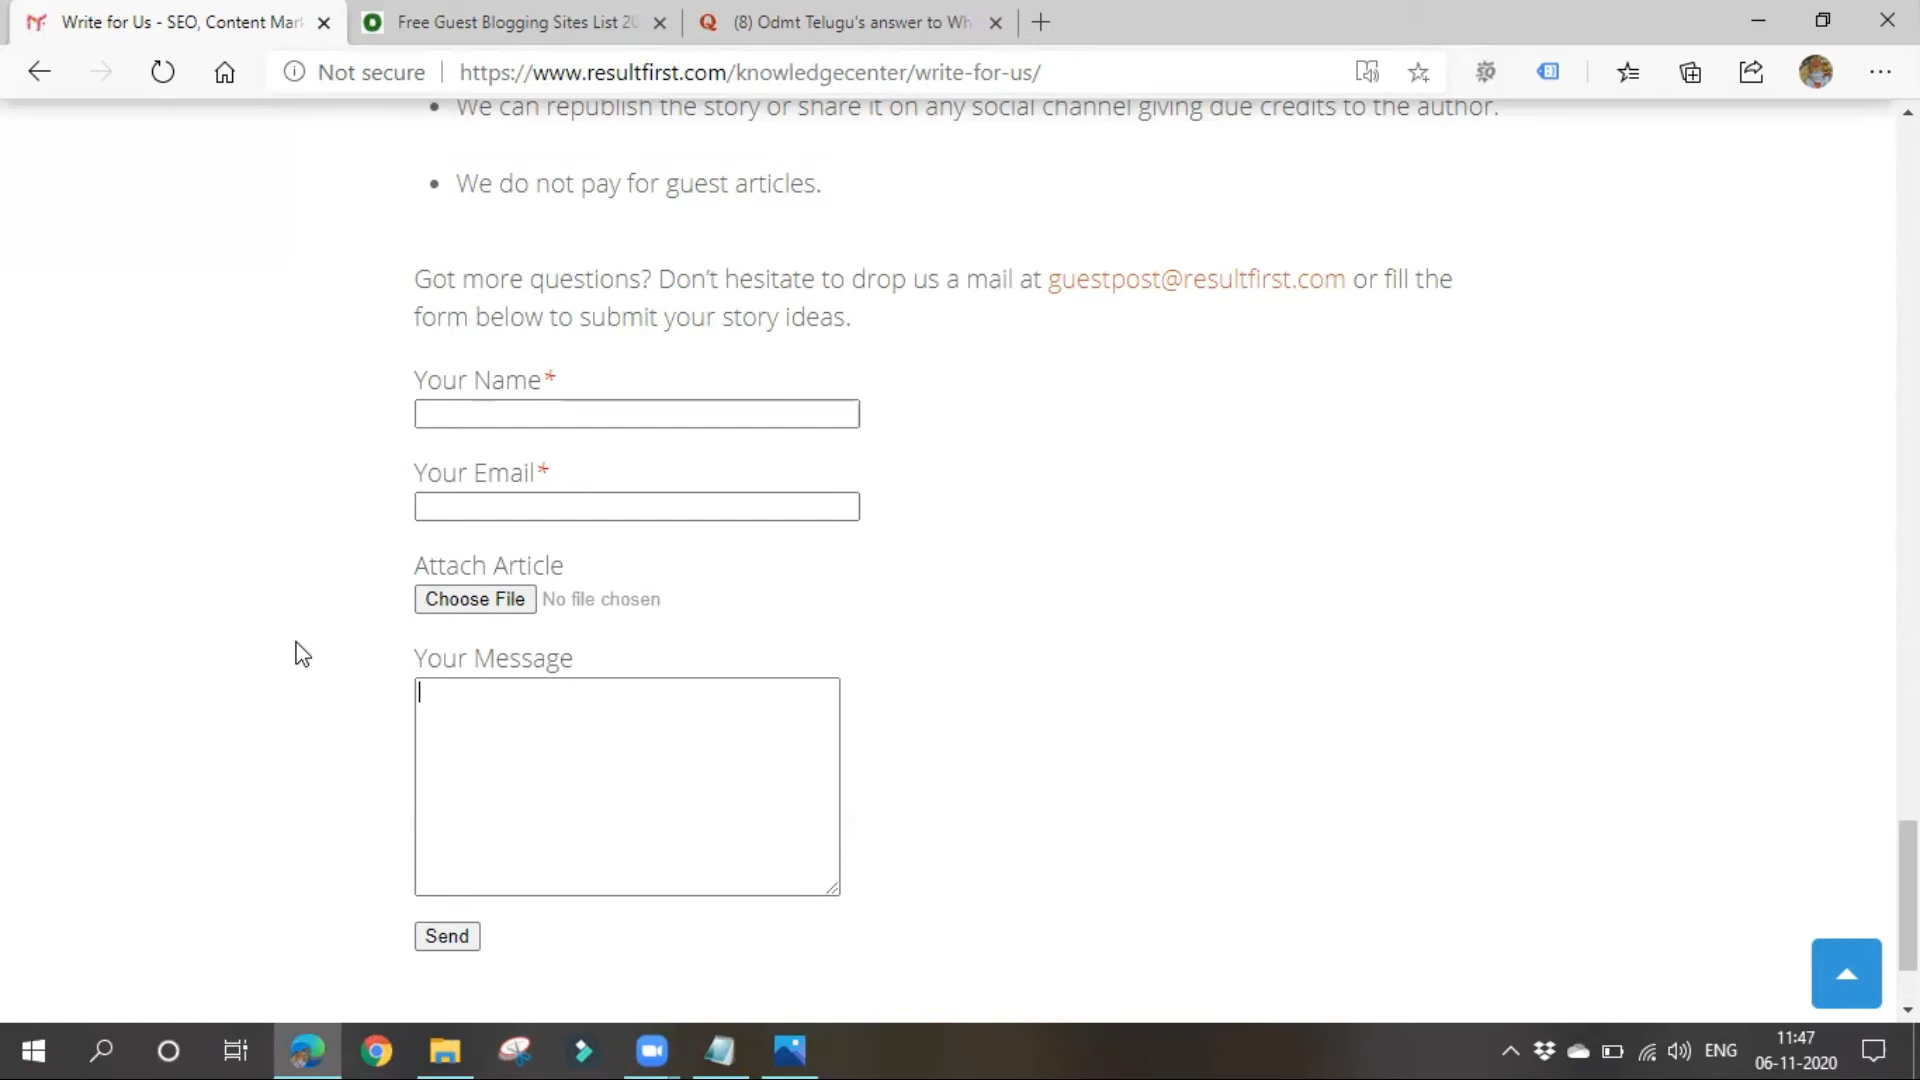 Write for Us - SEO, Content Mark
Free Guest Blogging Sites List 20
(8) Odmt Telugu's answer to Wh
Not secure
https://www.resultfirst.com/knowledgecenter/write-for-us/
We can republish the story or share it on any social channel giving due credits to the author.
We do not pay for guest articles.
Got more questions? Don't hesitate to drop us a mail at guestpost@resultfirst.com or fill the
form below to submit your story ideas.
Your Name*
Your Email*
Attach Article
Choose File No file chosen
Your Message
Send
ENG
11:47
06-11-2020